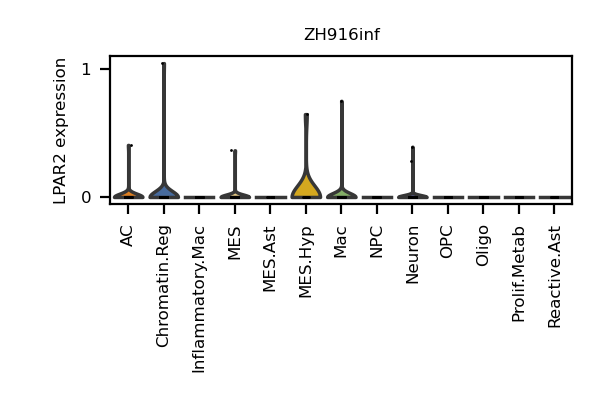 ZH916inf
LPAR2 expression
1
0
AC
Chromatin.Reg
Inflammatory.Mac
MES
MES.Ast
MES.Hyp
Mac
NPC
Neuron
OPC
Oligo
Prolif.Metab
Reactive.Ast